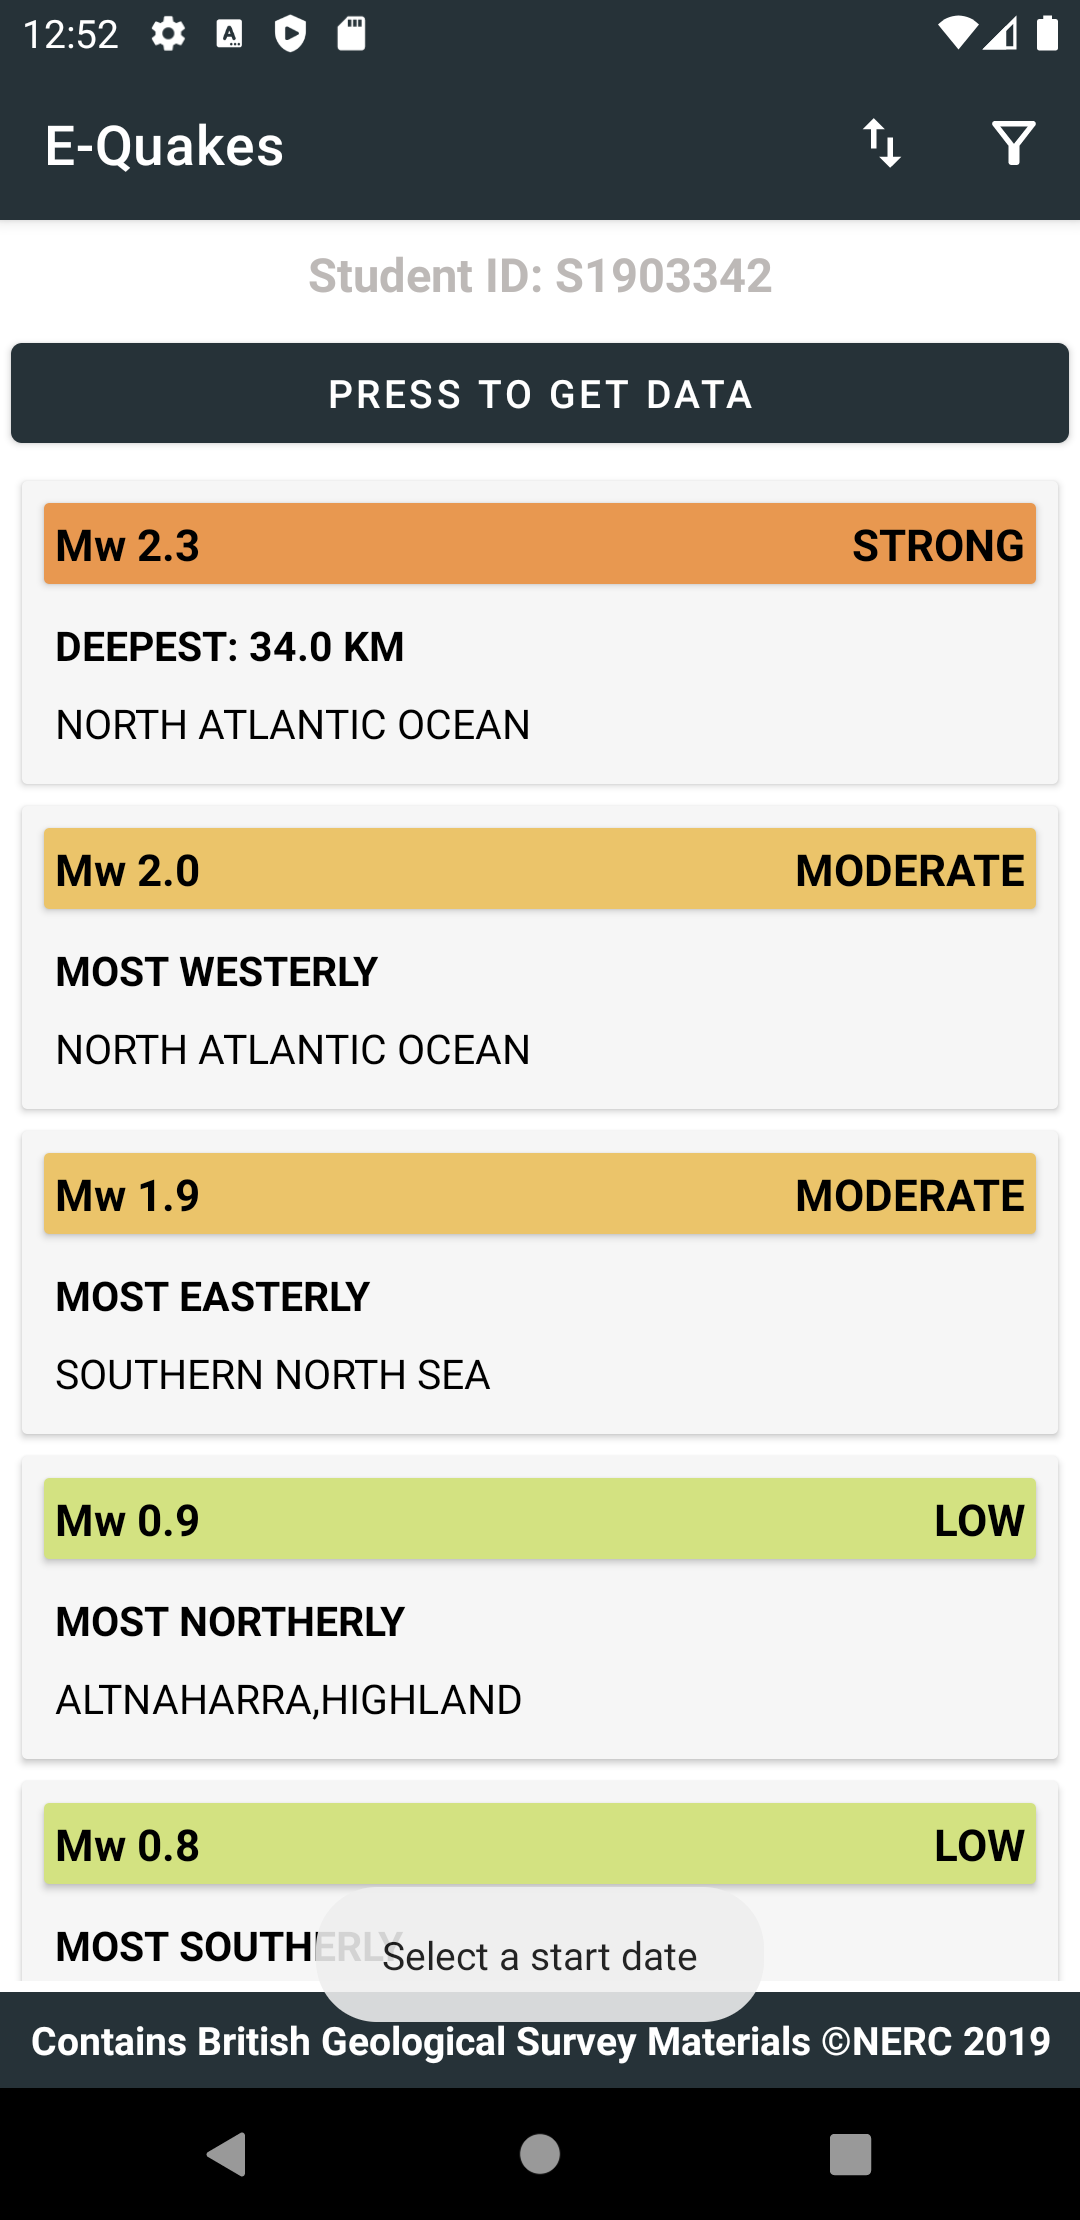 12:52
E-Quakes
Student ID: S1903342
PRESS TO GET DATA
Mw 2.3 STRONG
DEEPEST: 34.0 KM
NORTH ATLANTIC OCEAN
Mw 2.0 MODERATE
MOST WESTERLY
NORTH ATLANTIC OCEAN
Mw 1.9 MODERATE
MOST EASTERLY
SOUTHERN NORTH SEA
Mw 0.9 LOW
MOST NORTHERLY
ALTNAHARRA,HIGHLAND
Mw 0.8 LOW
MOST SOUTHERLY
Select a start date
Contains British Geological Survey Materials ©NERC 2019